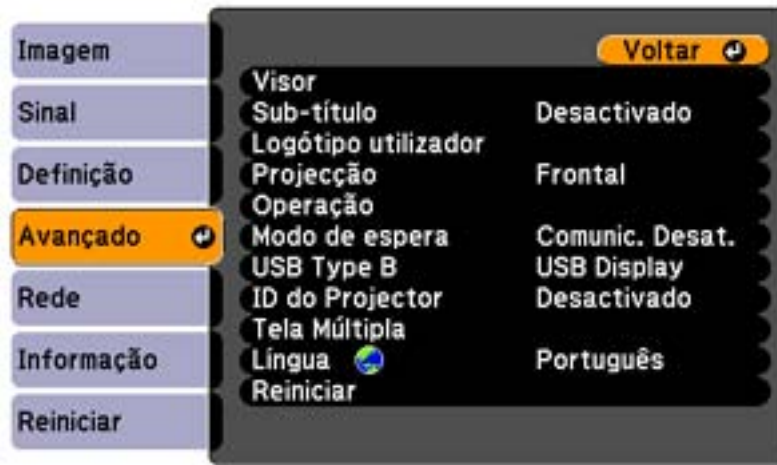 Imagem
Sinal
Definição
Avançado
Rede
Informação
Reiniciar
Voltar
Visor
Sub-título Desactivado
Logótipo utilizador
Projecção Frontal
Operação
Modo de espera Comunic. Desat.
USB Type B USB Display
ID do Projector Desactivado
Tela Múltipla
Língua Português
Reiniciar